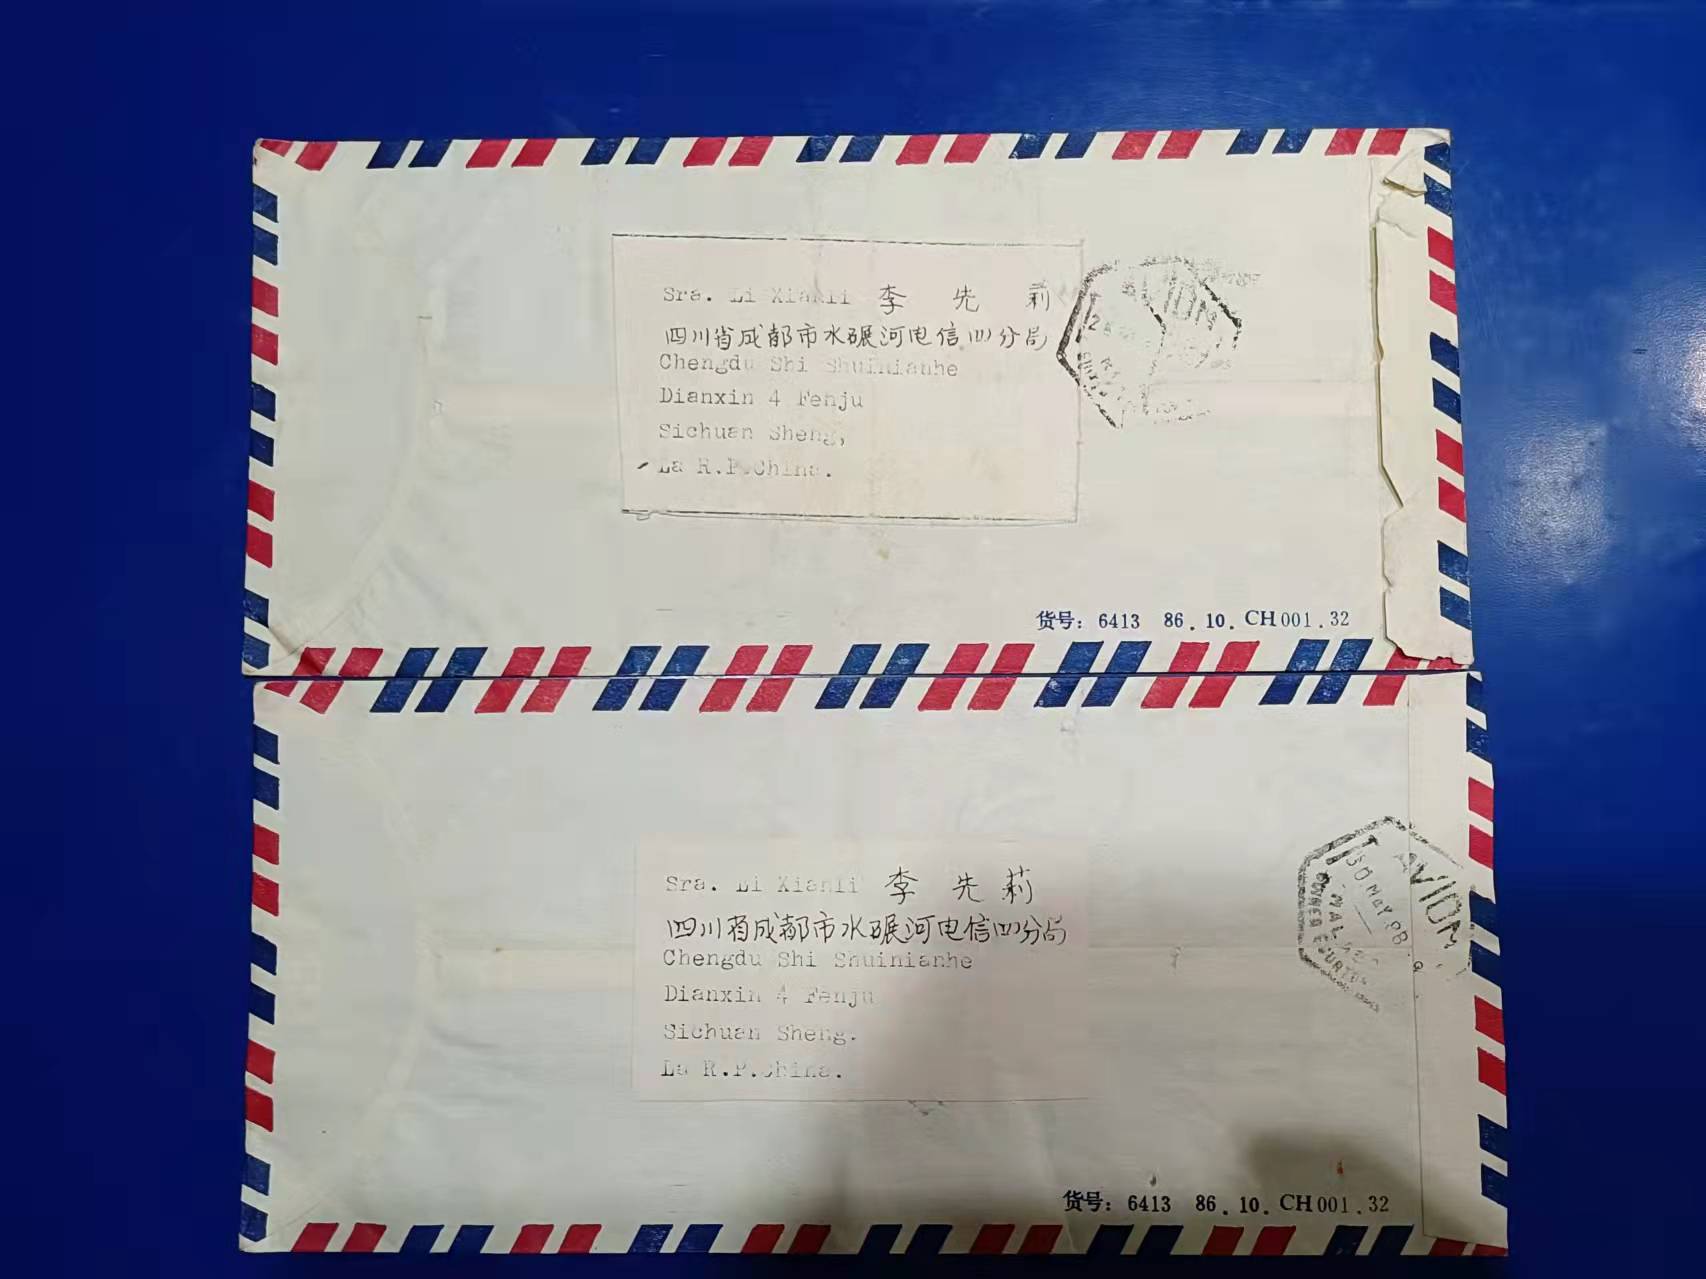 Sra. Li Xianli 李 先 莉
四川省成都市水碾河电信四分局
Chengdu Shi Shuinianhe
Dianxin 4 Fenju
Sichuan Sheng,
La R.P.China.
货号: 6413 86.10. CH001.32
Sra. Li Xianli 李 先 莉
四川省成都市水碾河电信四分局
Chengdu Shi Shuinianhe
Dianxin 4 Fenju
Sichuan Sheng.
La R.P.China.
AVION
30 MAY. 88
货号: 6413 86.10. CH001.32